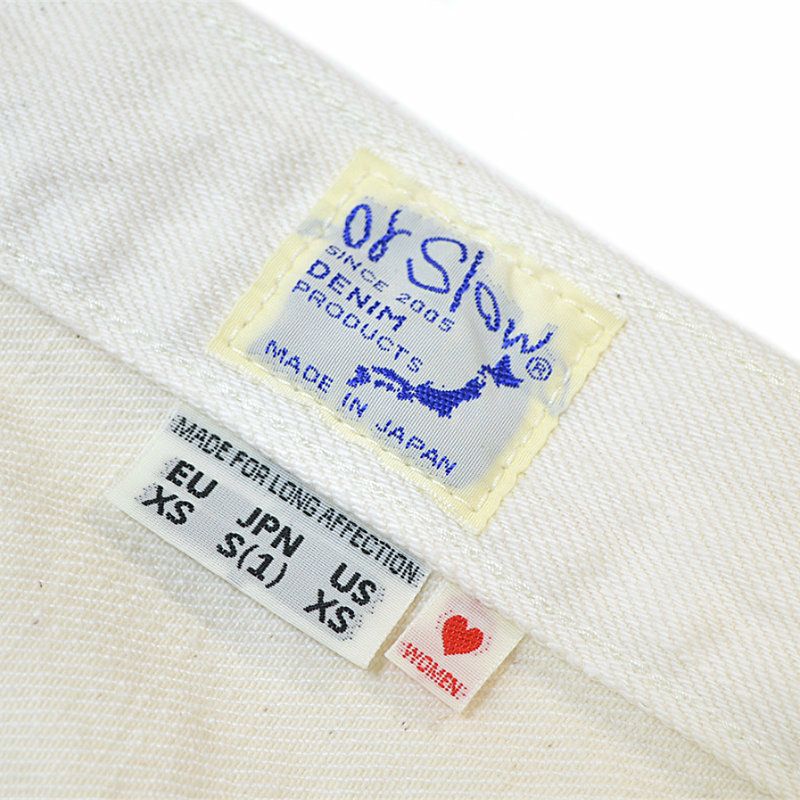 or Slow®
SINCE 2005
DENIM
PRODUCTS
MADE IN JAPAN
MADE FOR LONG AFFECTION
EU JPN US
XS S(1) XS
WOMEN